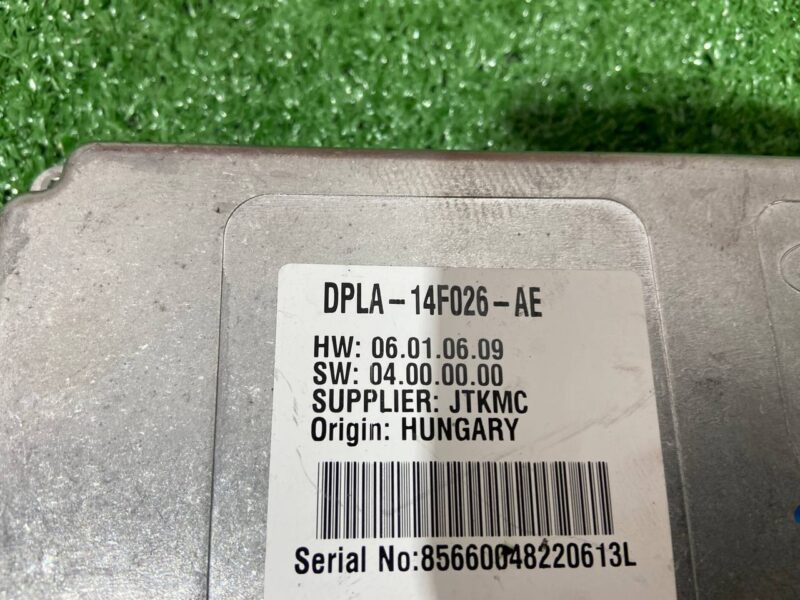 DPLA-14F026-AE
HW: 06.01.06.09
SW: 04.00.00.00
SUPPLIER: JTKMC
Origin: HUNGARY
Serial No:85660048220613L